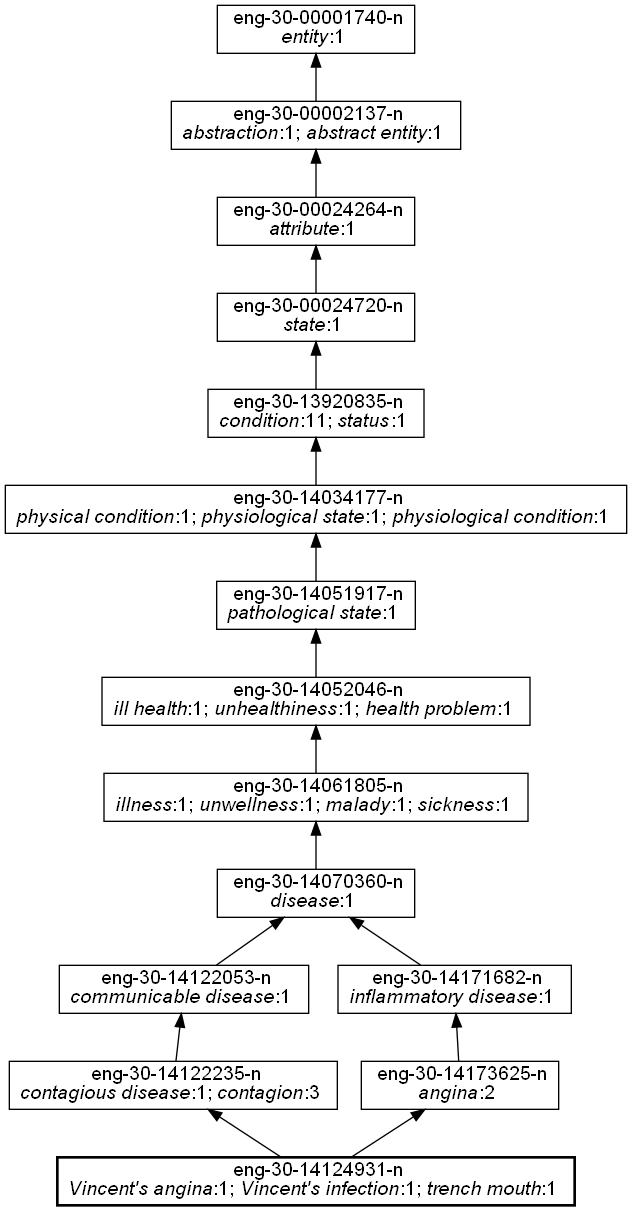 eng-30-00001740-n
entity:1
eng-30-00002137-n
abstraction:1; abstract entity:1
eng-30-00024264-n
attribute:1
eng-30-00024720-n
state:1
eng-30-13920835-n
condition:11; status:1
eng-30-14034177-n
physical condition:1; physiological state:1; physiological condition:1
eng-30-14051917-n
pathological state:1
eng-30-14052046-n
ill health:1; unhealthiness:1; health problem:1
eng-30-14061805-n
illness:1; unwellness:1; malady:1; sickness:1
eng-30-14070360-n
disease:1
eng-30-14122053-n
communicable disease:1
eng-30-14171682-n
inflammatory disease:1
eng-30-14122235-n
contagious disease:1; contagion:3
eng-30-14173625-n
angina:2
eng-30-14124931-n
Vincent's angina:1; Vincent's infection:1; trench mouth:1